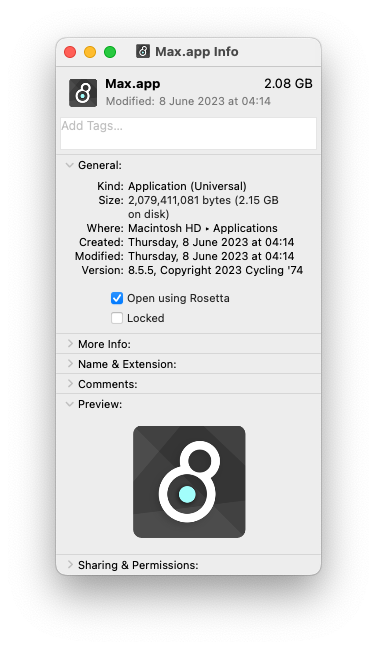 Max.app Info
Max.app 2.08 GB
Modified: 8 June 2023 at 04:14
Add Tags...
General:
Kind: Application (Universal)
Size: 2,079,411,081 bytes (2.15 GB
on disk)
Where: Macintosh HD ▸ Applications
Created: Thursday, 8 June 2023 at 04:14
Modified: Thursday, 8 June 2023 at 04:14
Version: 8.5.5, Copyright 2023 Cycling '74
Open using Rosetta
Locked
More Info:
Name & Extension:
Comments:
Preview:
Sharing & Permissions: